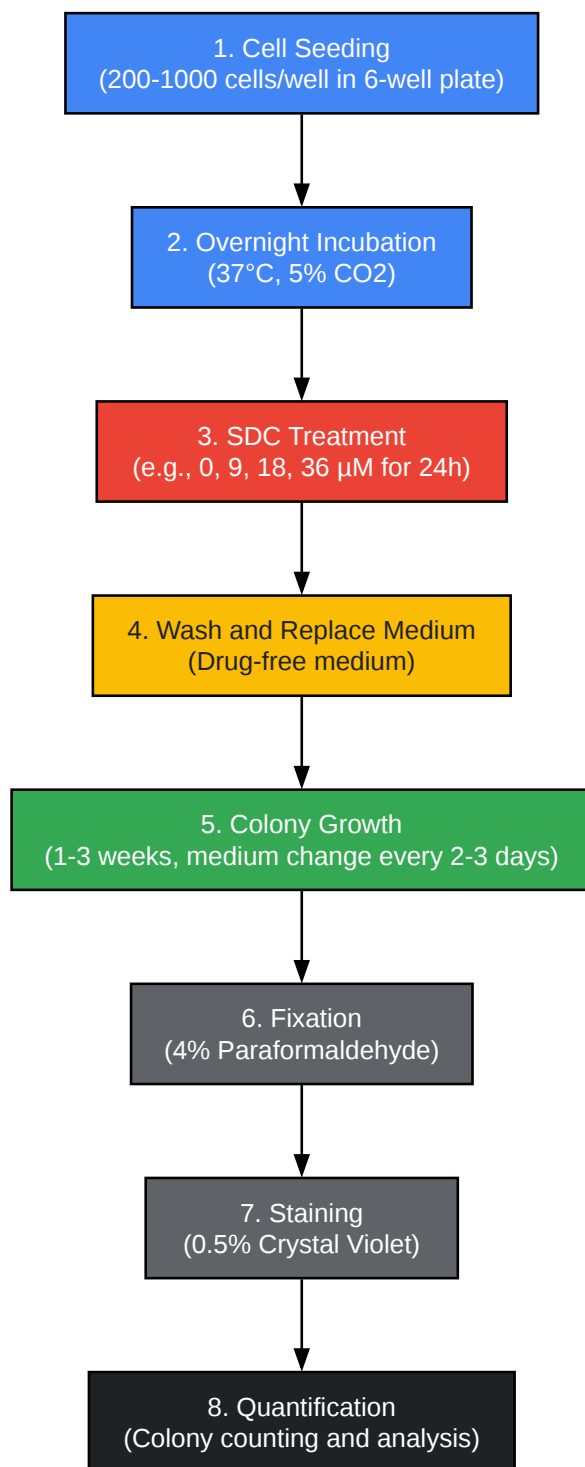 1. Cell Seeding
(200-1000 cells/well in 6-well plate)
2. Overnight Incubation
(37°C, 5% CO2)
3. SDC Treatment
(e.g., 0, 9, 18, 36 µM for 24h)
4. Wash and Replace Medium
(Drug-free medium)
5. Colony Growth
(1-3 weeks, medium change every 2-3 days)
6. Fixation
(4% Paraformaldehyde)
7. Staining
(0.5% Crystal Violet)
8. Quantification
(Colony counting and analysis)